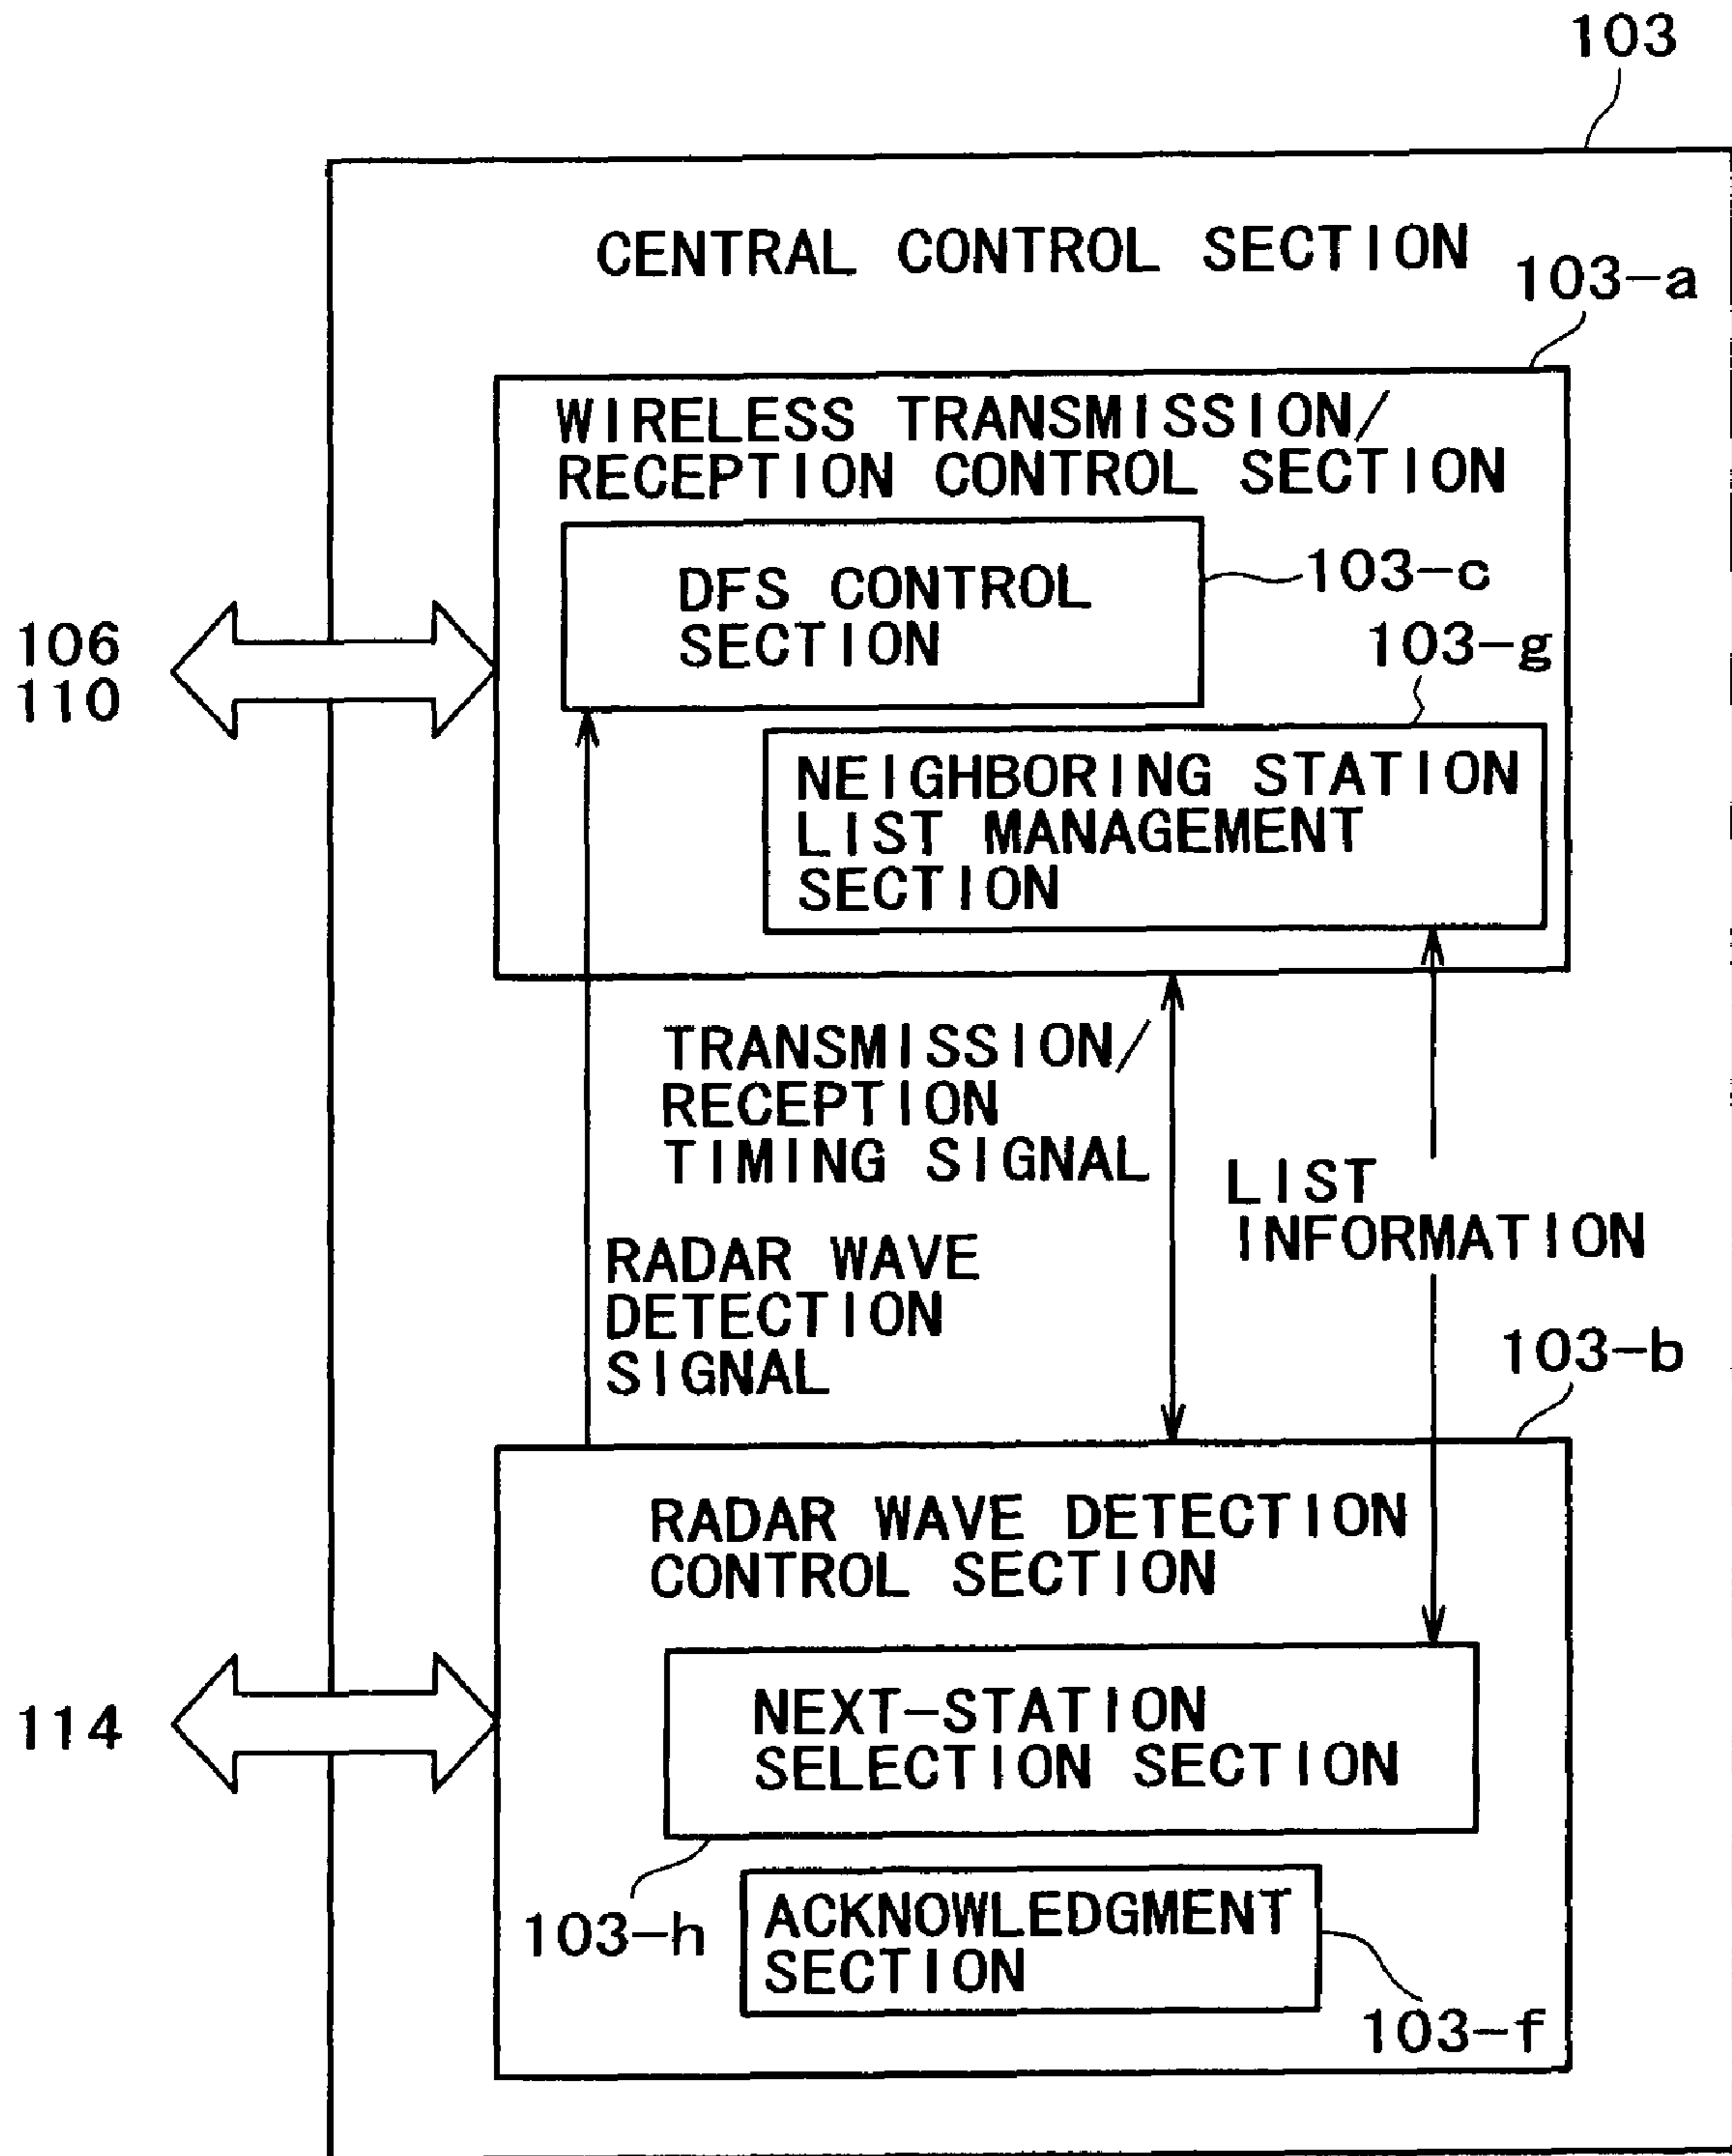 103
CENTRAL CONTROL SECTION
103-a
WIRELESS TRANSMISSION/
RECEPTION CONTROL SECTION
DFS CONTROL
SECTION
103-c
106
110
103-g
NEIGHBORING STATION
LIST MANAGEMENT
SECTION
TRANSMISSION/
RECEPTION
TIMING SIGNAL
LIST
INFORMATION
RADAR WAVE
DETECTION
SIGNAL
103-b
RADAR WAVE DETECTION
CONTROL SECTION
114
NEXT-STATION
SELECTION SECTION
103-h
ACKNOWLEDGMENT
SECTION
103-f